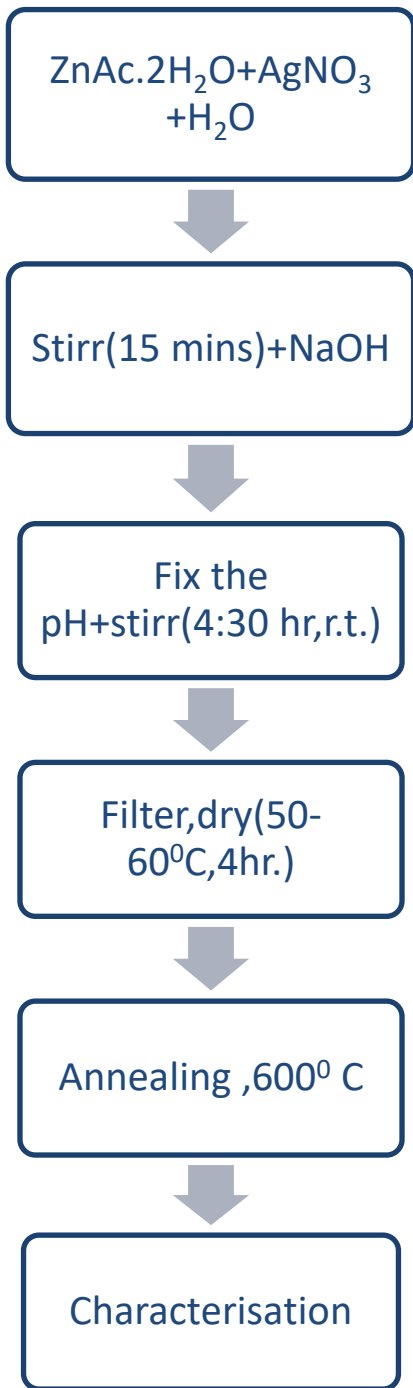 ZnAc.2H₂O+AgNO₃
+H₂O
Stirr(15 mins)+NaOH
Fix the
pH+stirr(4:30 hr,r.t.)
Filter,dry(50-
60⁰C,4hr.)
Annealing ,600⁰ C
Characterisation